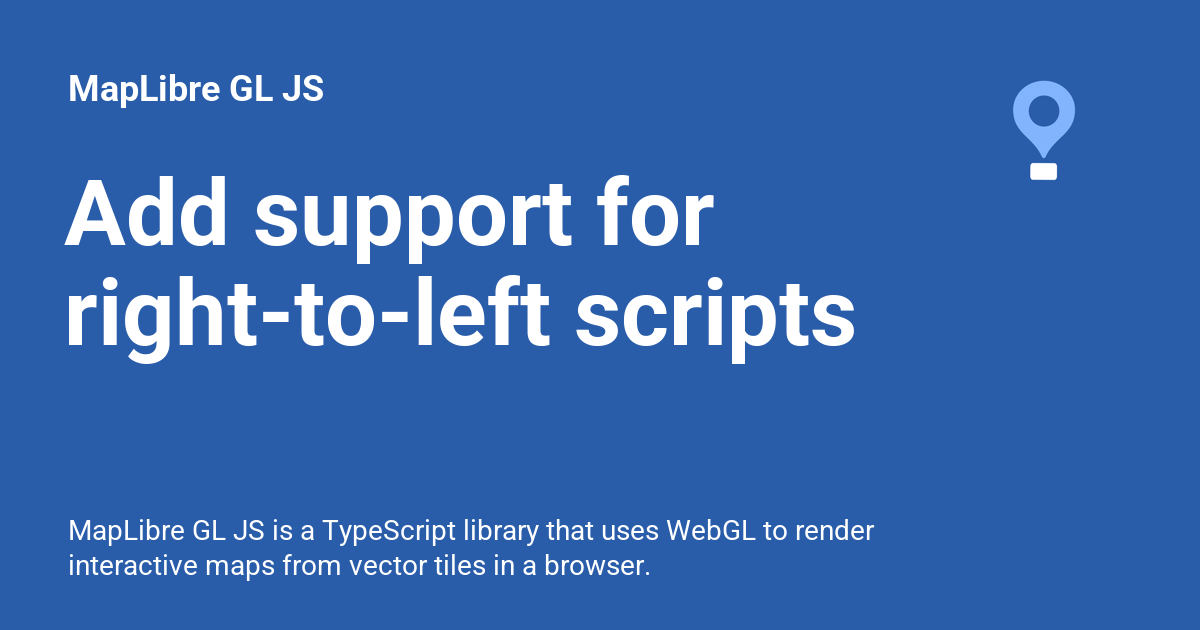 MapLibre GL JS
Add support for
right-to-left scripts
MapLibre GL JS is a TypeScript library that uses WebGL to render
interactive maps from vector tiles in a browser.